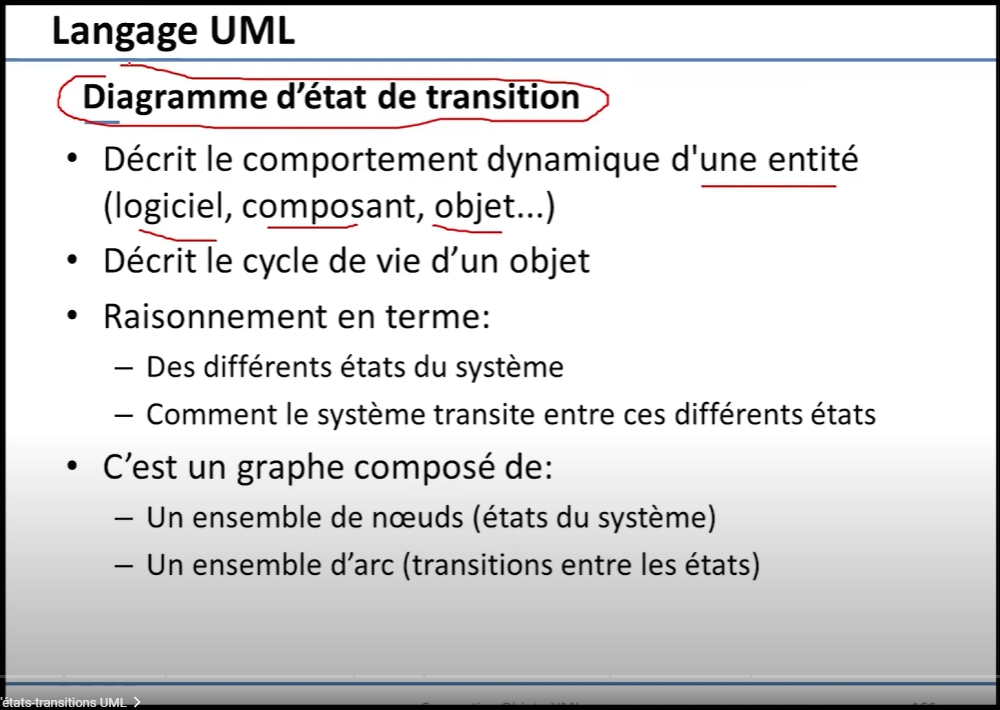 Langage UML
Diagramme d’état de transition
• Décrit le comportement dynamique d'une entité
(logiciel, composant, objet...)
• Décrit le cycle de vie d’un objet
• Raisonnement en terme:
– Des différents états du système
– Comment le système transite entre ces différents états
• C’est un graphe composé de:
– Un ensemble de nœuds (états du système)
– Un ensemble d’arc (transitions entre les états)
'états-transitions UML >